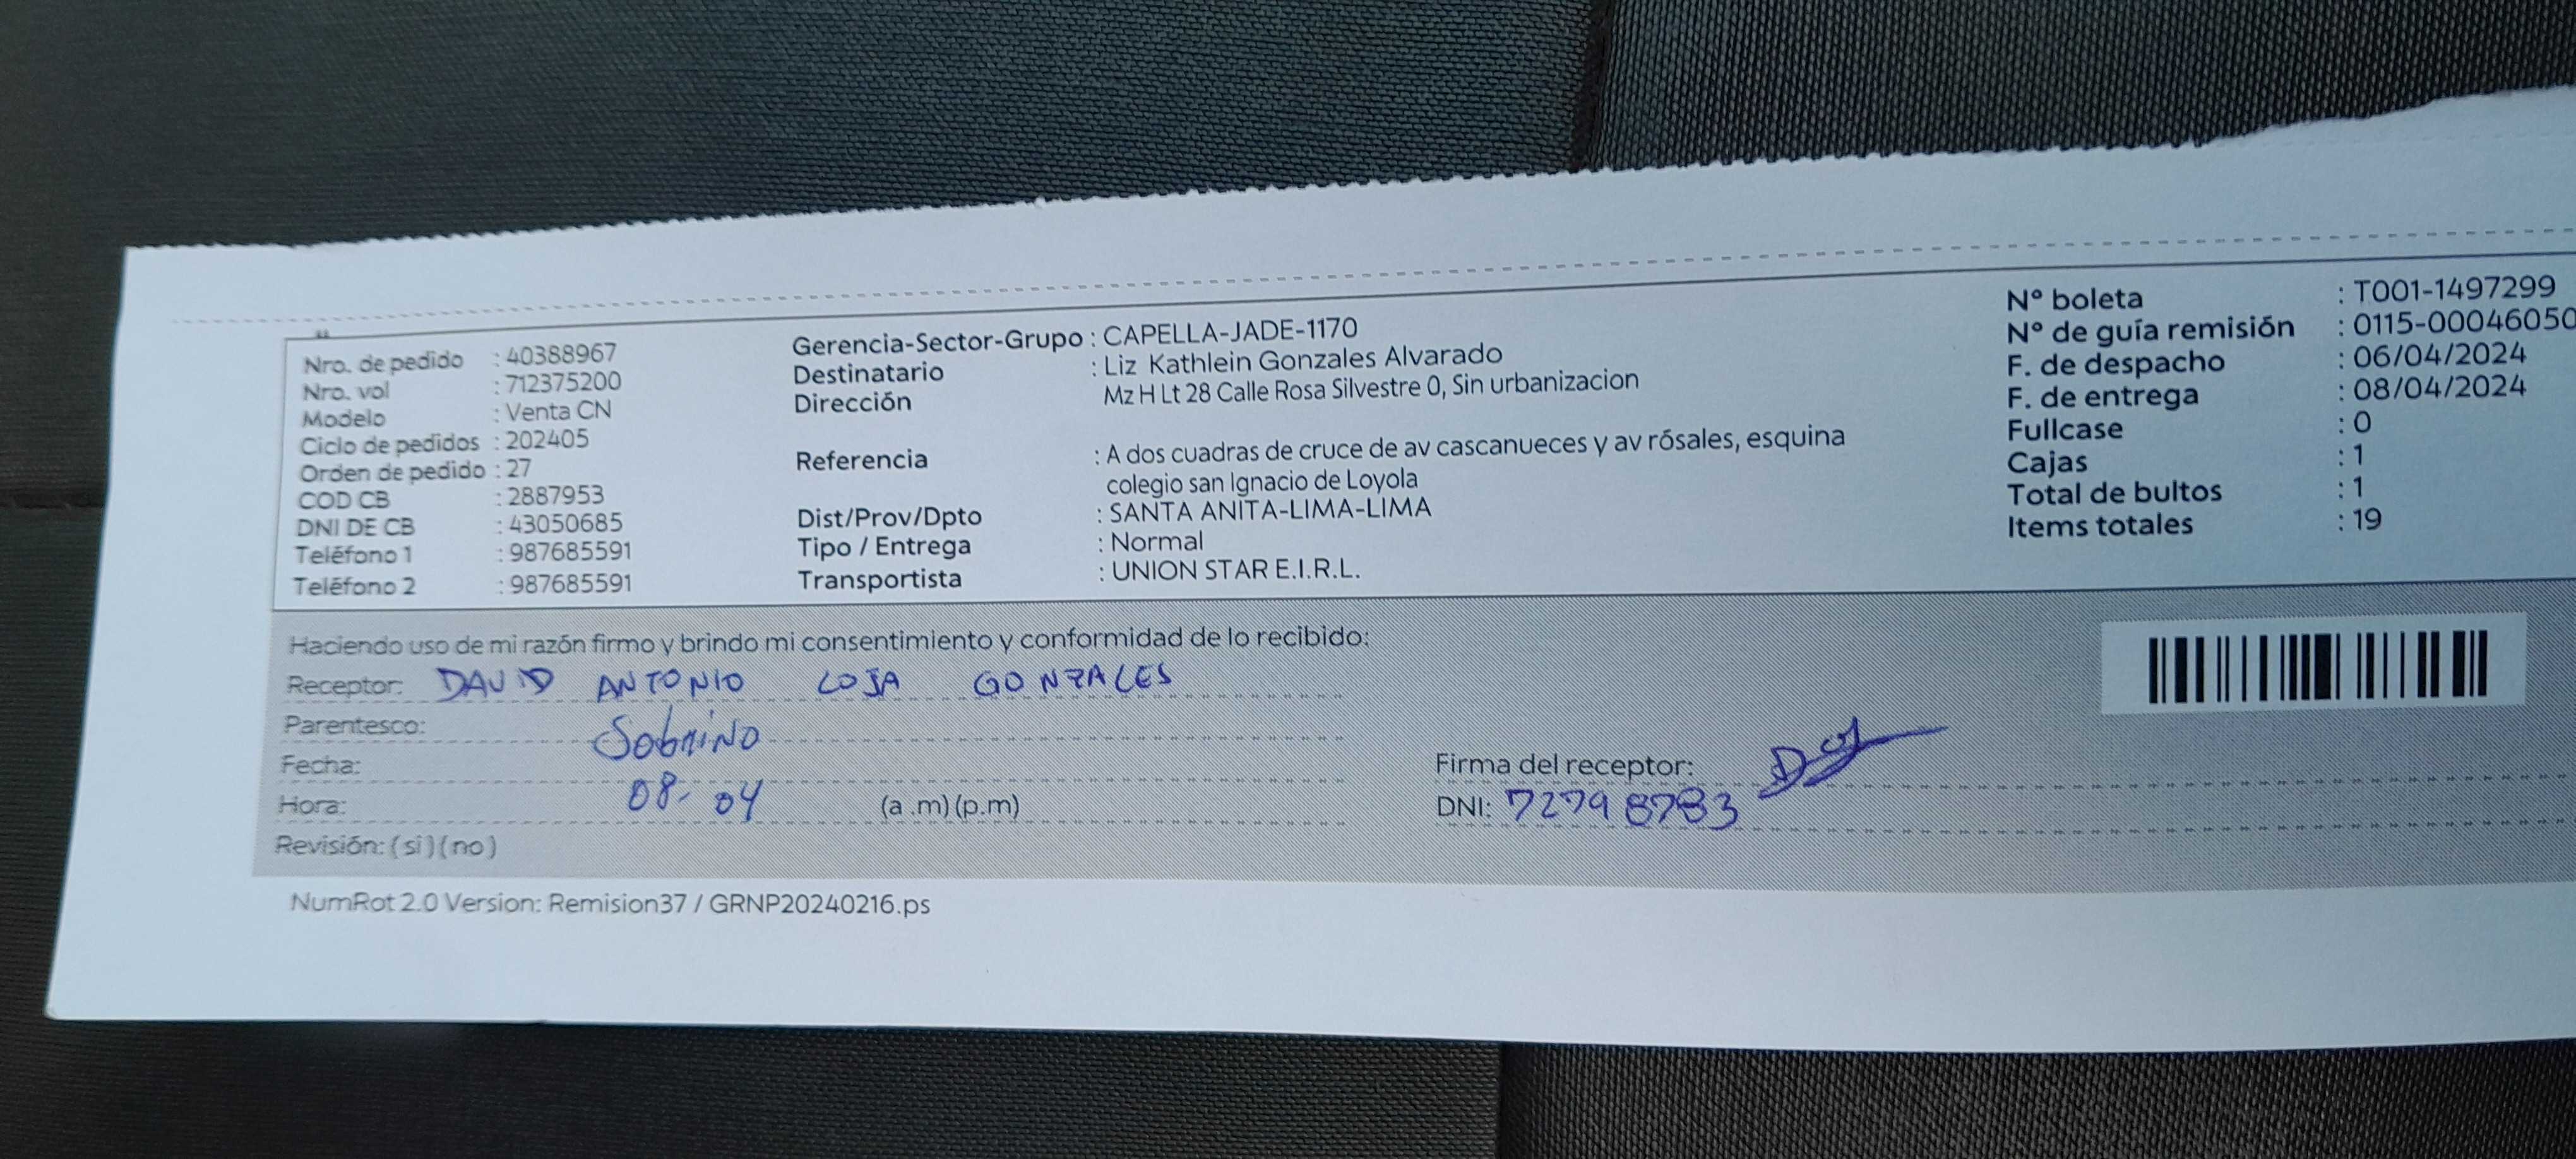 Nro. de pedido : 40388967
Nro. vol : 712375200
Modelo : Venta CN
Ciclo de pedidos : 202405
Orden de pedido : 27
COD CB : 2887953
DNI DE CB : 43050685
Teléfono 1 : 987685591
Teléfono 2 : 987685591
Gerencia-Sector-Grupo : CAPELLA-JADE-1170
Destinatario : Liz Kathlein Gonzales Alvarado
Dirección Mz H Lt 28 Calle Rosa Silvestre 0, Sin urbanizacion
Referencia : A dos cuadras de cruce de av cascanueces y av rósales, esquina
colegio san Ignacio de Loyola
Dist/Prov/Dpto : SANTA ANITA-LIMA-LIMA
Tipo / Entrega : Normal
Transportista : UNION STAR E.I.R.L.
N° boleta : T001-1497299
N° de guía remisión : 0115-00046050
F. de despacho : 06/04/2024
F. de entrega : 08/04/2024
Fullcase : 0
Cajas : 1
Total de bultos : 1
Items totales : 19
Haciendo uso de mi razón firmo y brindo mi consentimiento y conformidad de lo recibido:
Receptor: DAVID ANTONIO LOJA GONZALES
Parentesco: Sobrino
Fecha:
Hora: 08-04 (a .m) (p.m)
Revisión: ( si ) ( no )
Firma del receptor:
DNI: 72798783
NumRot 2.0 Version: Remision37 / GRNP20240216.ps